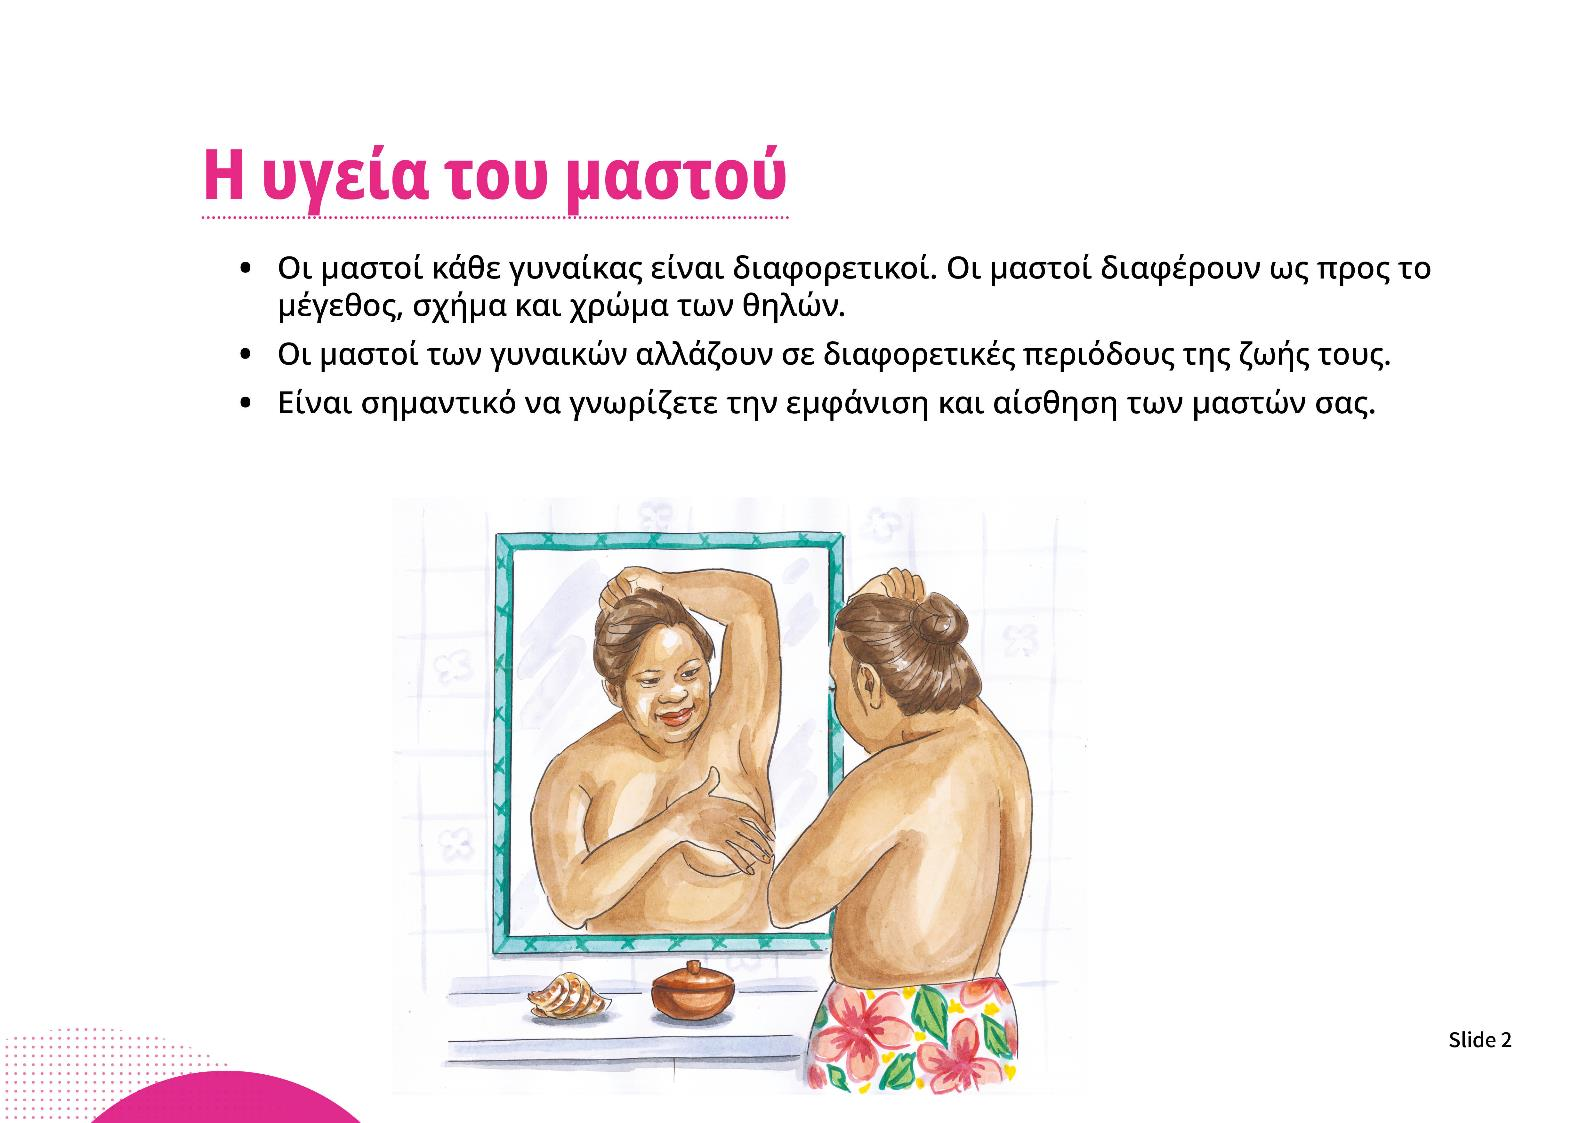 Η υγεία του μαστού
• Οι μαστοί κάθε γυναίκας είναι διαφορετικοί. Οι μαστοί διαφέρουν ως προς το
μέγεθος, σχήμα και χρώμα των θηλών.
• Οι μαστοί των γυναικών αλλάζουν σε διαφορετικές περιόδους της ζωής τους.
• Είναι σημαντικό να γνωρίζετε την εμφάνιση και αίσθηση των μαστών σας.
Slide 2